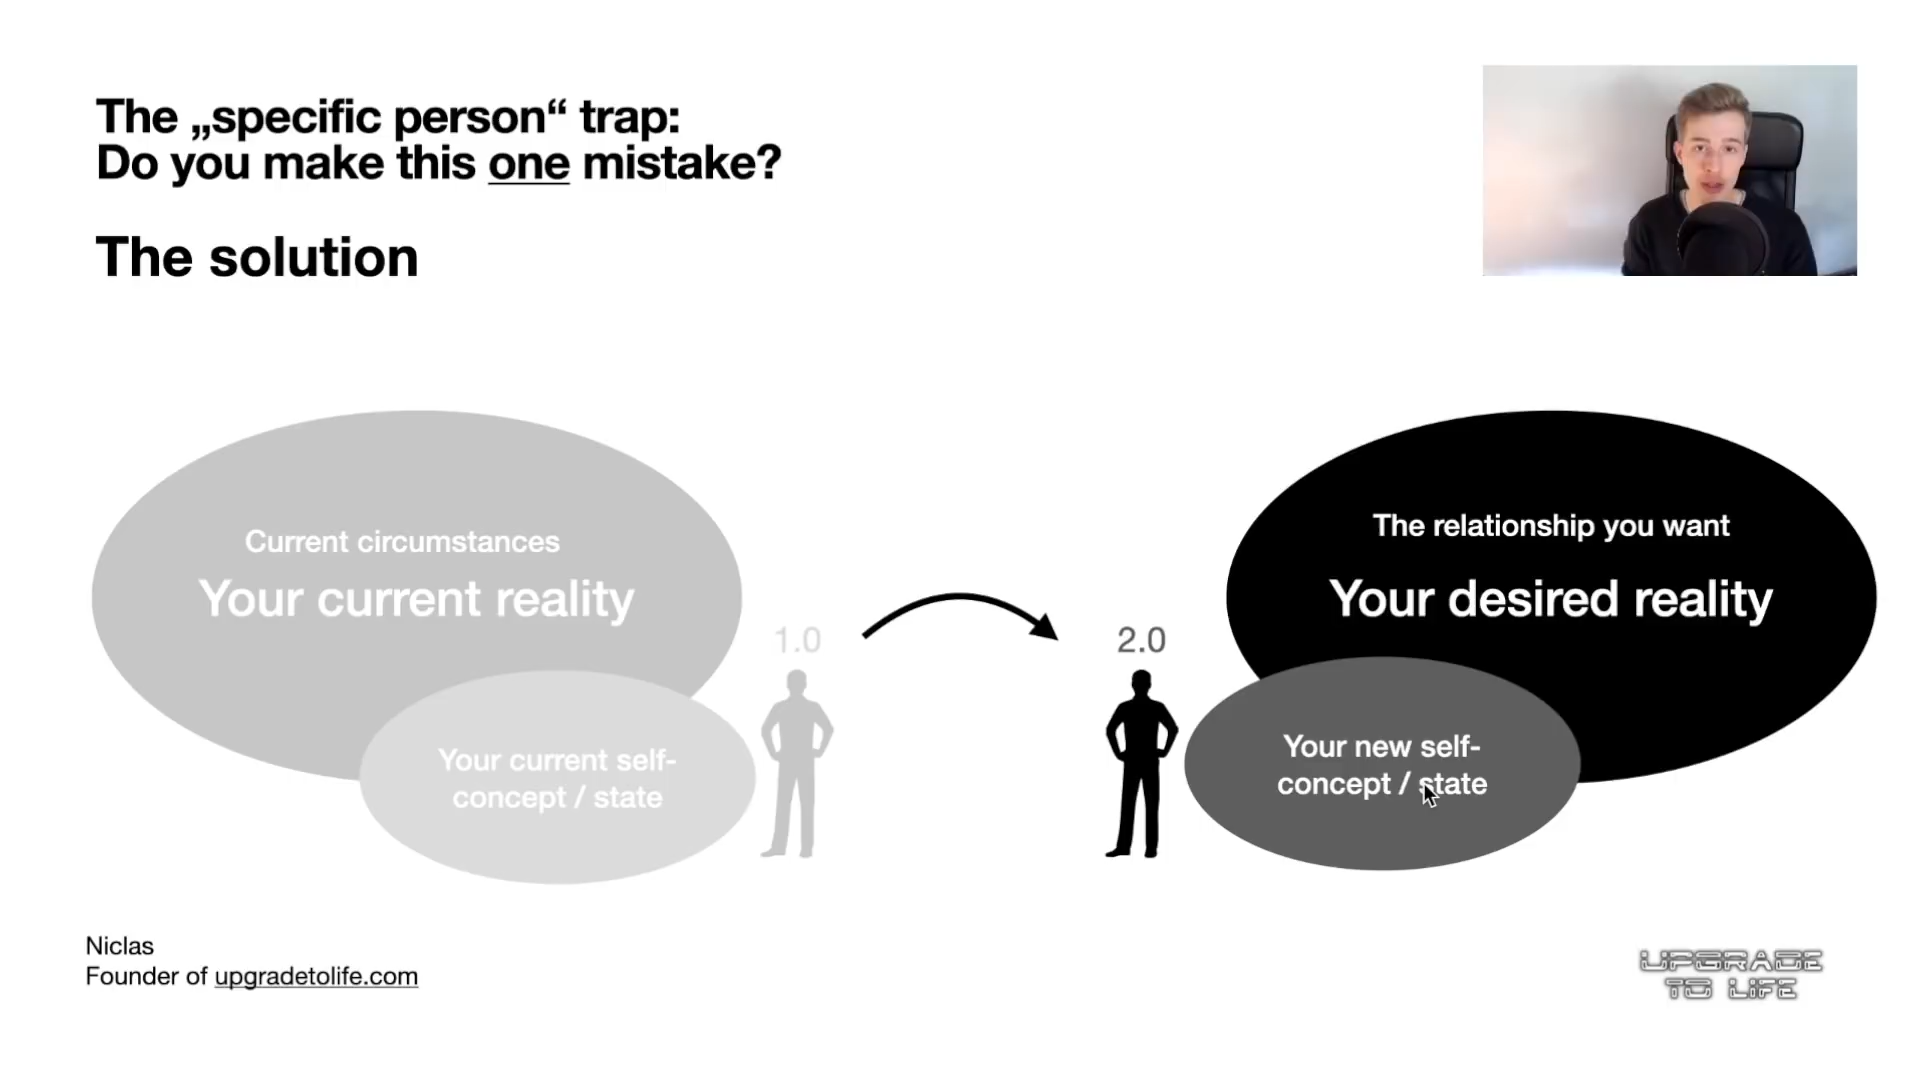 The „specific person“ trap:
Do you make this one mistake?
The solution
Current circumstances
Your current reality
1.0
Your current self-
concept / state
2.0
The relationship you want
Your desired reality
Your new self-
concept / state
Niclas
Founder of upgradetolife.com
UPGRADE
TO LIFE